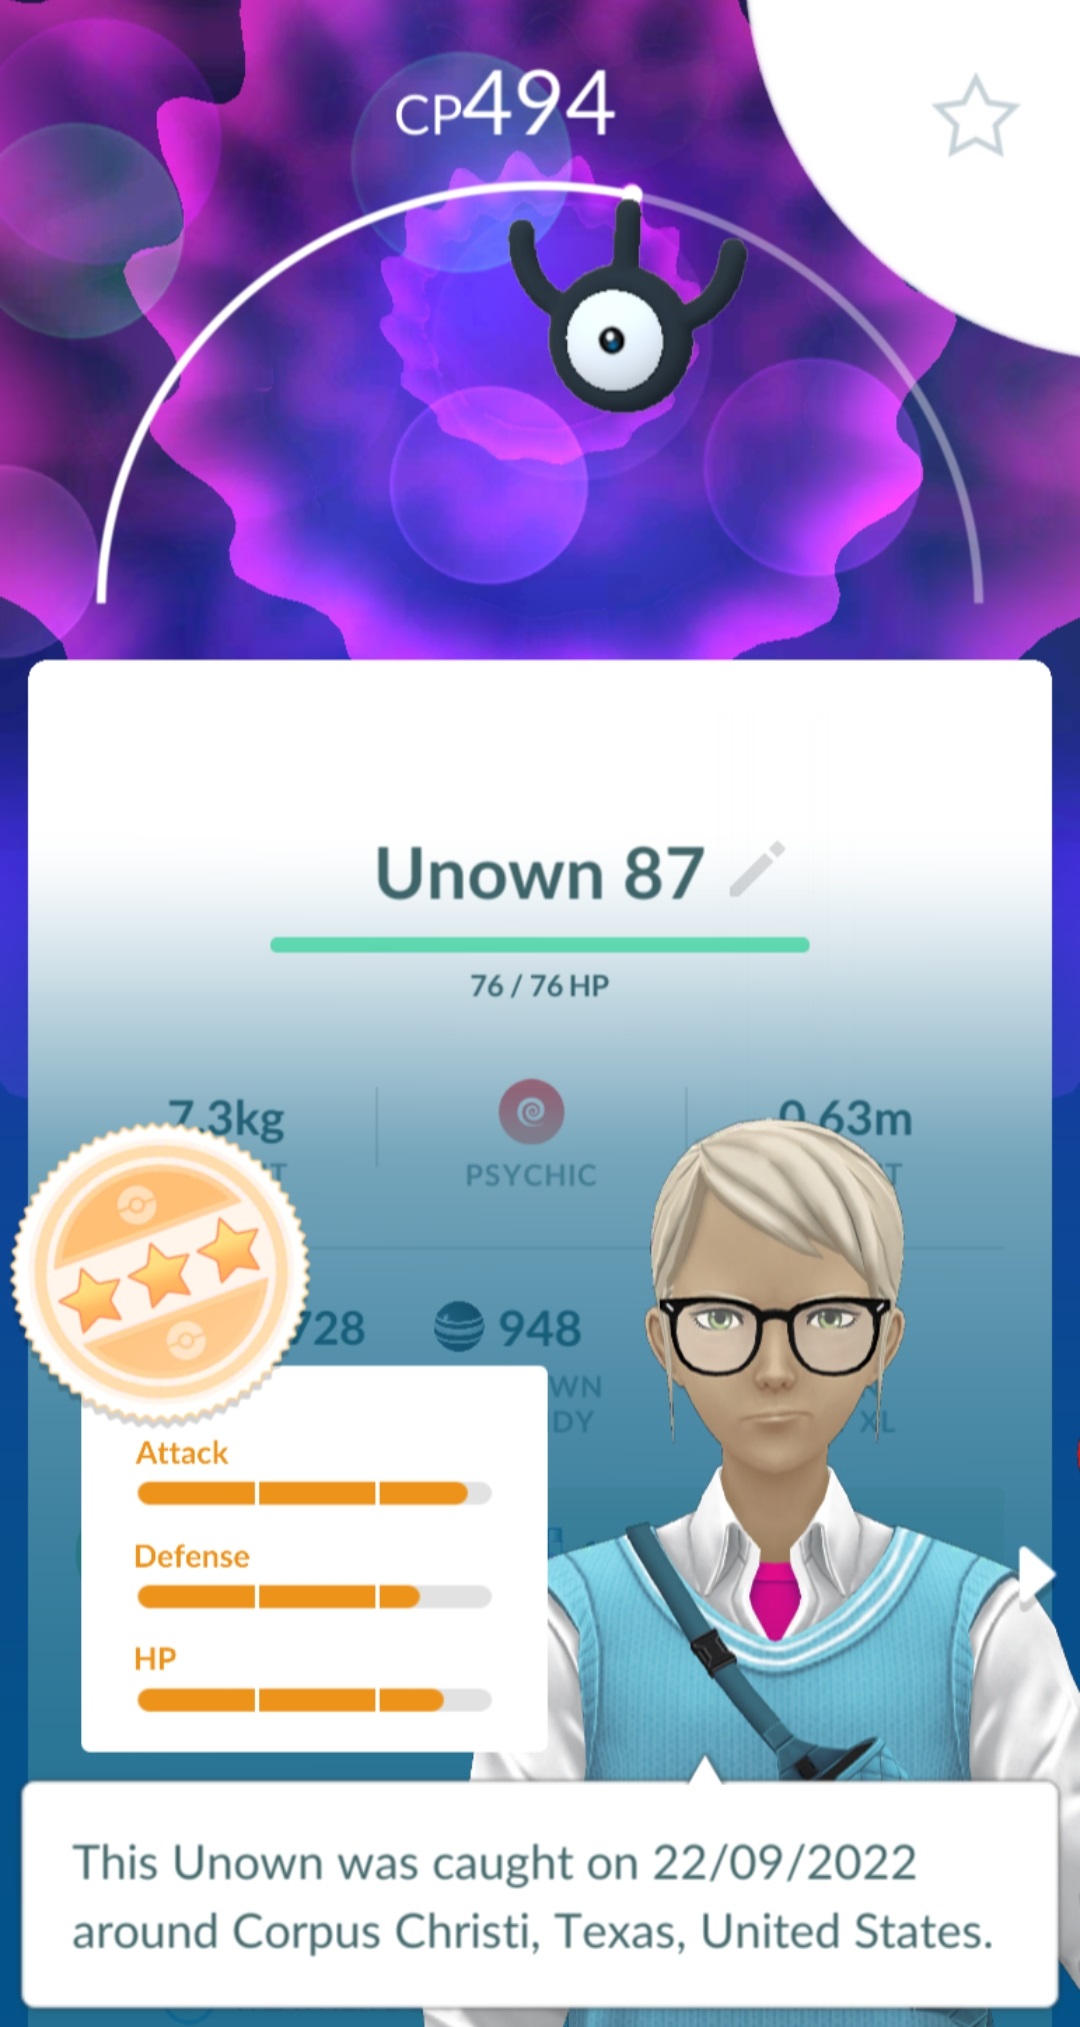 CP494
Unown 87
76 / 76 HP
7.3kg
0.63m
PSYCHIC
728
948
WN
DY
XL
Attack
Defense
HP
This Unown was caught on 22/09/2022
around Corpus Christi, Texas, United States.